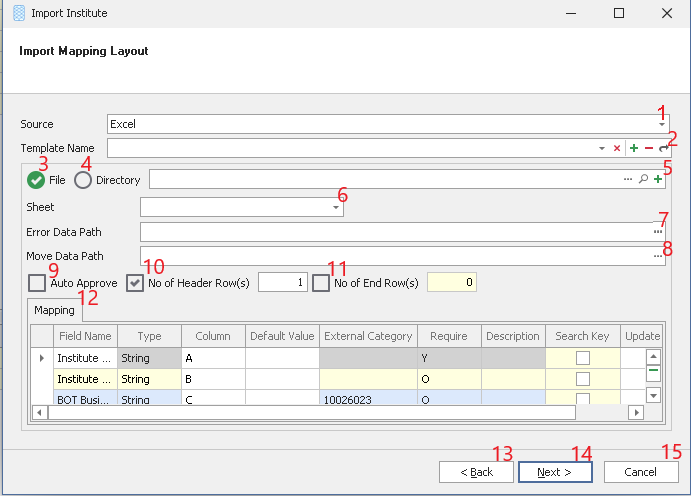 Import Institute
Import Mapping Layout
Source Excel 1
Template Name 2
3 File 4 Directory 5
Sheet 6
Error Data Path 7
Move Data Path 8
9 Auto Approve 10 No of Header Row(s) 1 11 No of End Row(s) 0
Mapping 12
Field Name Type Column Default Value External Category Require Description Search Key Update
Institute ... String A Y
Institute ... String B O
BOT Busi... String C 10026023 O
< Back 13 Next > 14 Cancel 15